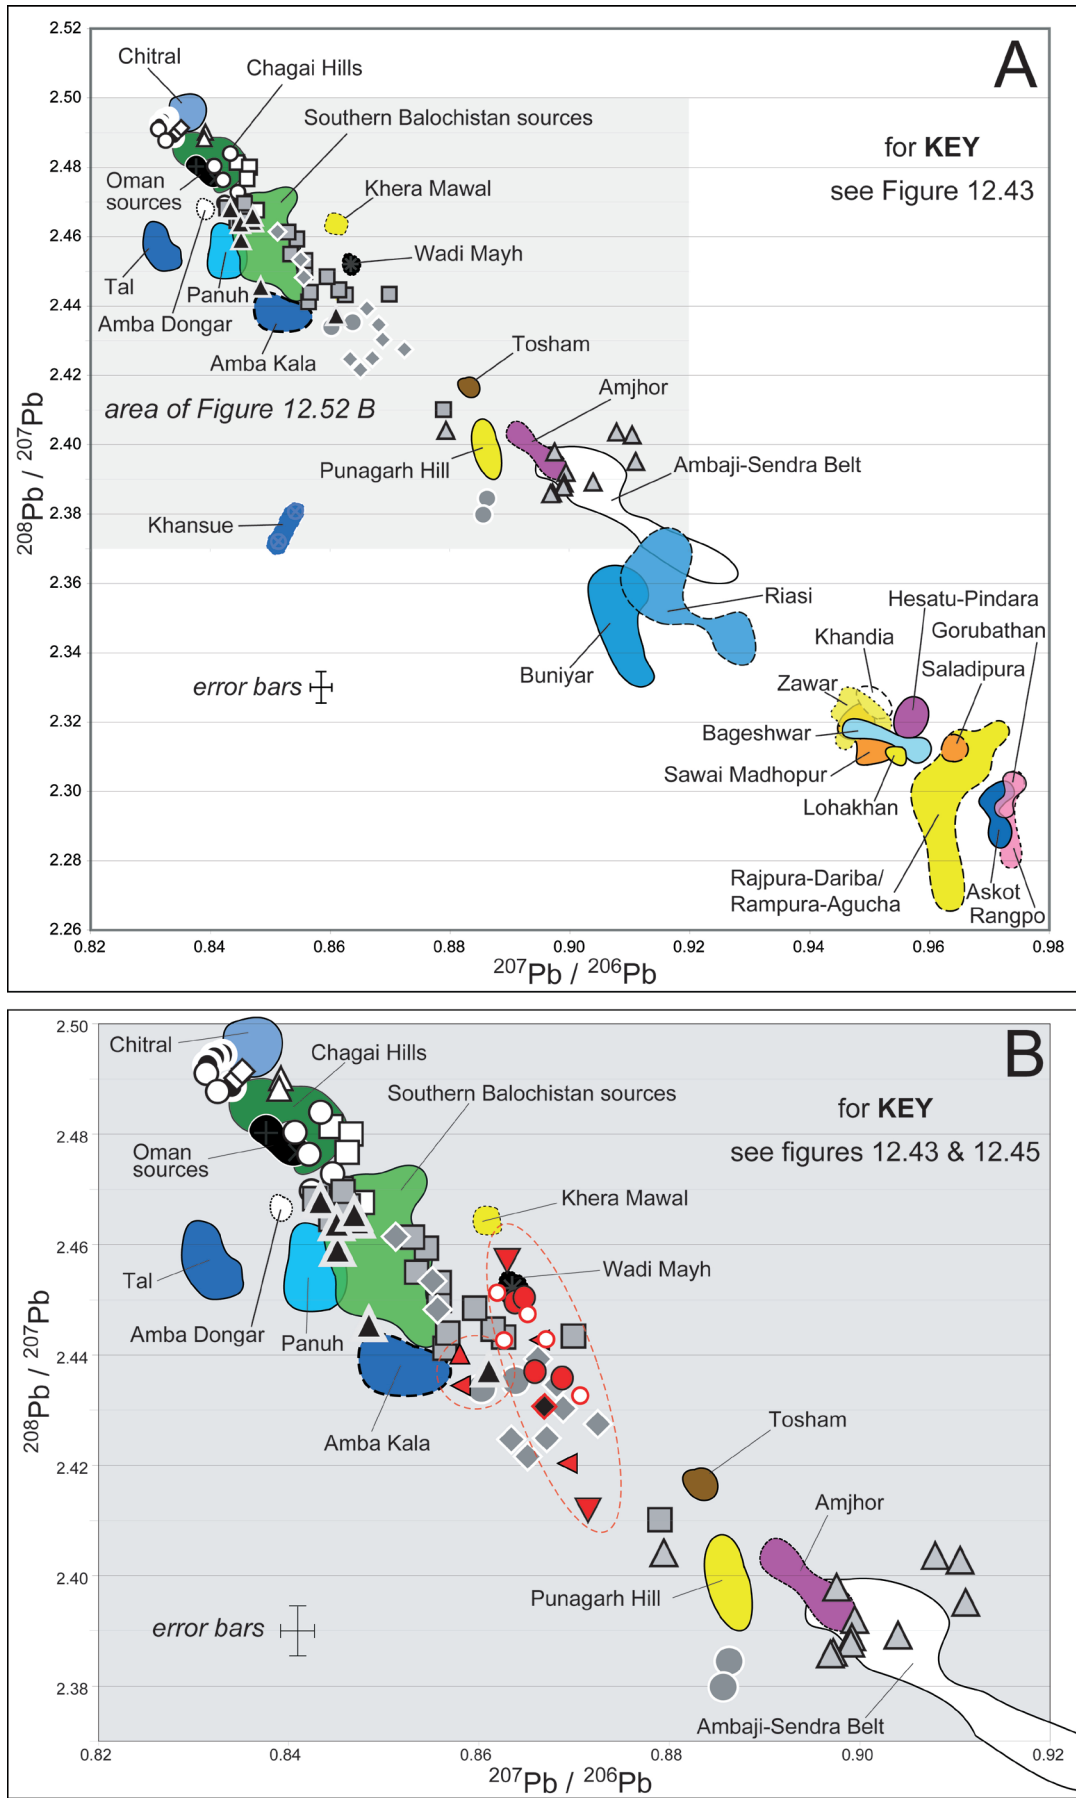 A
2.52
Chitral
Chagai Hills
2.50
Southern Balochistan sources
for KEY
see Figure 12.43
2.48
Oman
sources
Khera Mawal
2.46
Wadi Mayh
Tal
Panuh
2.44
Amba Dongar
Tosham
Amba Kala
2.42
Amjhor
area of Figure 12.52 B
208Pb / 207Pb
2.40
Punagarh Hill
Ambaji-Sendra Belt
2.38
Khansue
2.36
Riasi
Hesatu-Pindara
Khandia
Gorubathan
2.34
Buniyar
Zawar
Saladipura
error bars
2.32
Bageshwar
Sawai Madhopur
2.30
Lohakhan
2.28
Rajpura-Dariba/
Rampura-Agucha
Askot
Rangpo
2.26
0.82 0.84 0.86 0.88 0.90 0.92 0.94 0.96 0.98
207Pb / 206Pb
B
2.50
Chitral
Chagai Hills
Southern Balochistan sources
for KEY
see figures 12.43 & 12.45
2.48
Oman
sources
Khera Mawal
2.46
Wadi Mayh
Tal
Amba Dongar
Panuh
2.44
208Pb / 207Pb
Amba Kala
Tosham
2.42
Amjhor
2.40
Punagarh Hill
error bars
2.38
Ambaji-Sendra Belt
0.82 0.84 0.86 0.88 0.90 0.92
207Pb / 206Pb